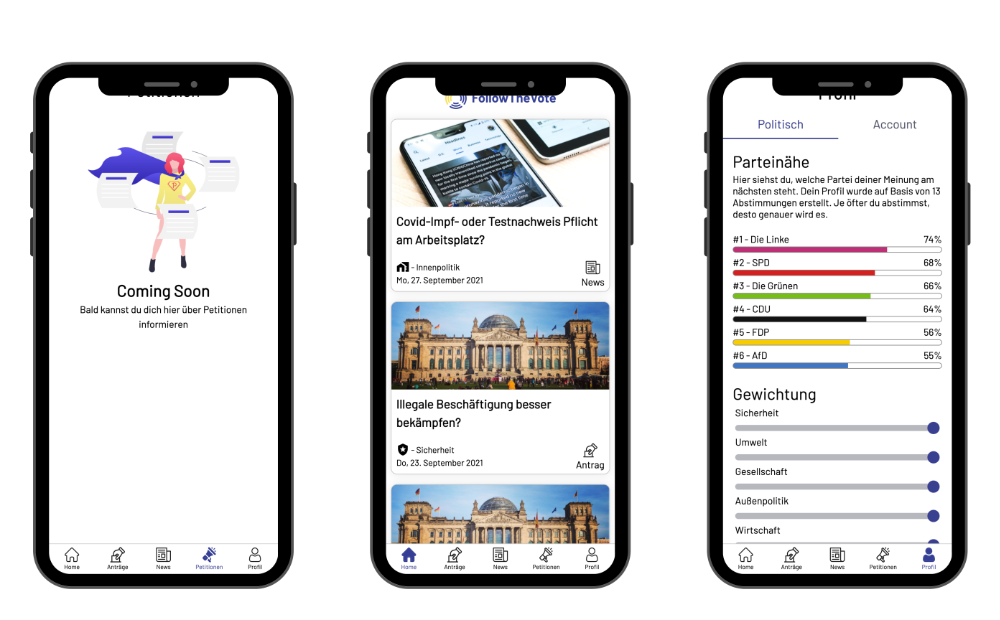 Petitionen
Coming Soon
Bald kannst du dich hier über Petitionen
informieren
Home
Anträge
News
Petitionen
Profil
FollowTheVote
Covid-Impf- oder Testnachweis Pflicht
am Arbeitsplatz?
- Innenpolitik
Mo, 27. September 2021
News
Illegale Beschäftigung besser
bekämpfen?
- Sicherheit
Do, 23. September 2021
Antrag
Home
Anträge
News
Petitionen
Profil
Profil
Politisch
Account
Parteinähe
Hier siehst du, welche Partei deiner Meinung am
nächsten steht. Dein Profil wurde auf Basis von 13
Abstimmungen erstellt. Je öfter du abstimmst,
desto genauer wird es.
#1 - Die Linke 74%
#2 - SPD 68%
#3 - Die Grünen 66%
#4 - CDU 64%
#5 - FDP 56%
#6 - AfD 55%
Gewichtung
Sicherheit
Umwelt
Gesellschaft
Außenpolitik
Wirtschaft
Home
Anträge
News
Petitionen
Profil